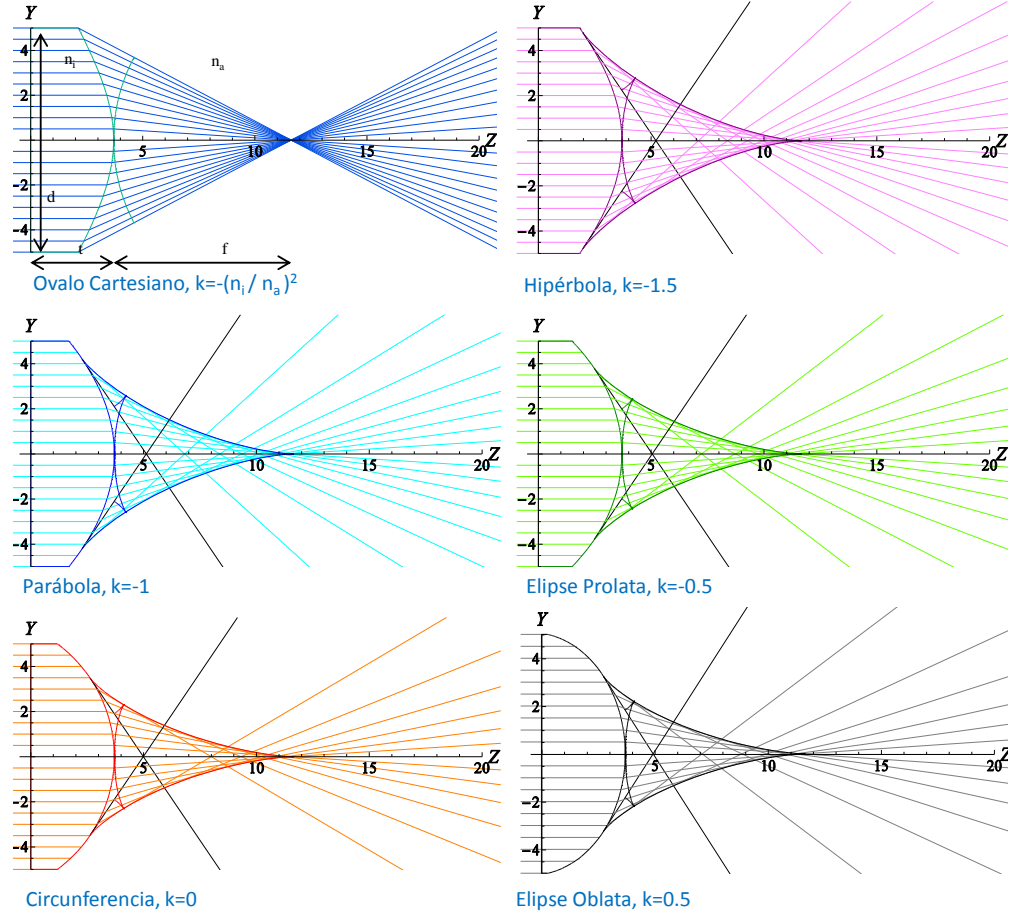 Y
4
2
-2
-4
5
10
15
20
Z
n_i
n_a
d
t
f
Ovalo Cartesiano, k=-(n_i / n_a)²
Y
4
2
-2
-4
5
10
15
20
Z
Hipérbola, k=-1.5
Y
4
2
-2
-4
5
10
15
20
Z
Parábola, k=-1
Y
4
2
-2
-4
5
10
15
20
Z
Elipse Prolata, k=-0.5
Y
4
2
-2
-4
5
10
15
20
Z
Circunferencia, k=0
Y
4
2
-2
-4
5
10
15
20
Z
Elipse Oblata, k=0.5